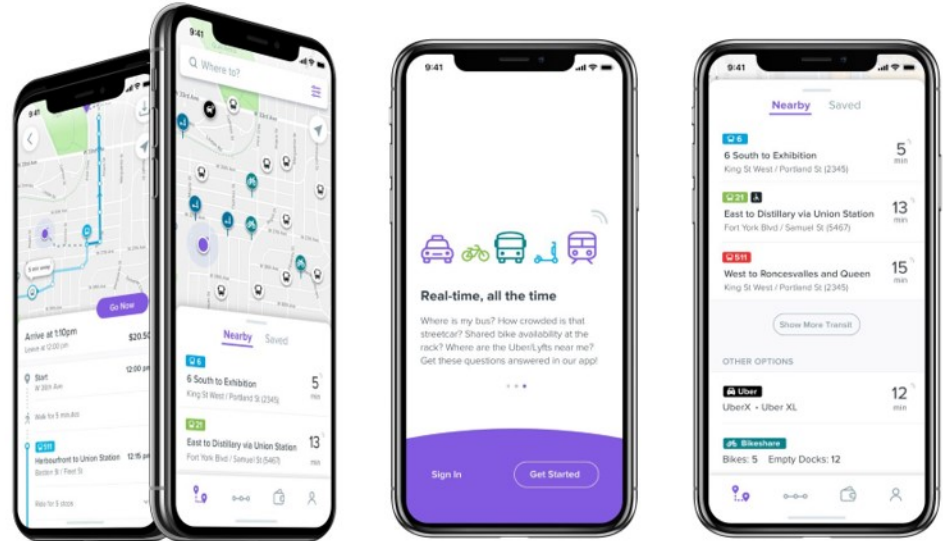 9:41
Go Now
Arrive at 1:10pm
$20.50
Leave at 12:00 pm
Start
12:00 pm
Walk for 5 minutes
511
Harbourfront to Union Station
12:15 pm
Ride for 5 stops
9:41
Where to?
Nearby
Saved
6
6 South to Exhibition
King St West / Portland St (2345)
5
min
21
East to Distillery via Union Station
Fort York Blvd / Samuel St (5467)
13
min
9:41
Real-time, all the time
Where is my bus? How crowded is that
streetcar? Shared bike availability at the
rack? Where are the Uber/Lyfts near me?
Get these questions answered in our app!
Sign In
Get Started
9:41
Nearby
Saved
6
6 South to Exhibition
King St West / Portland St (2345)
5
min
21
East to Distillery via Union Station
Fort York Blvd / Samuel St (5467)
13
min
511
West to Roncesvalles and Queen
King St West / Portland St (2345)
15
min
Show More Transit
OTHER OPTIONS
Uber
UberX • Uber XL
12
min
Bikeshare
Bikes: 5 Empty Docks: 12